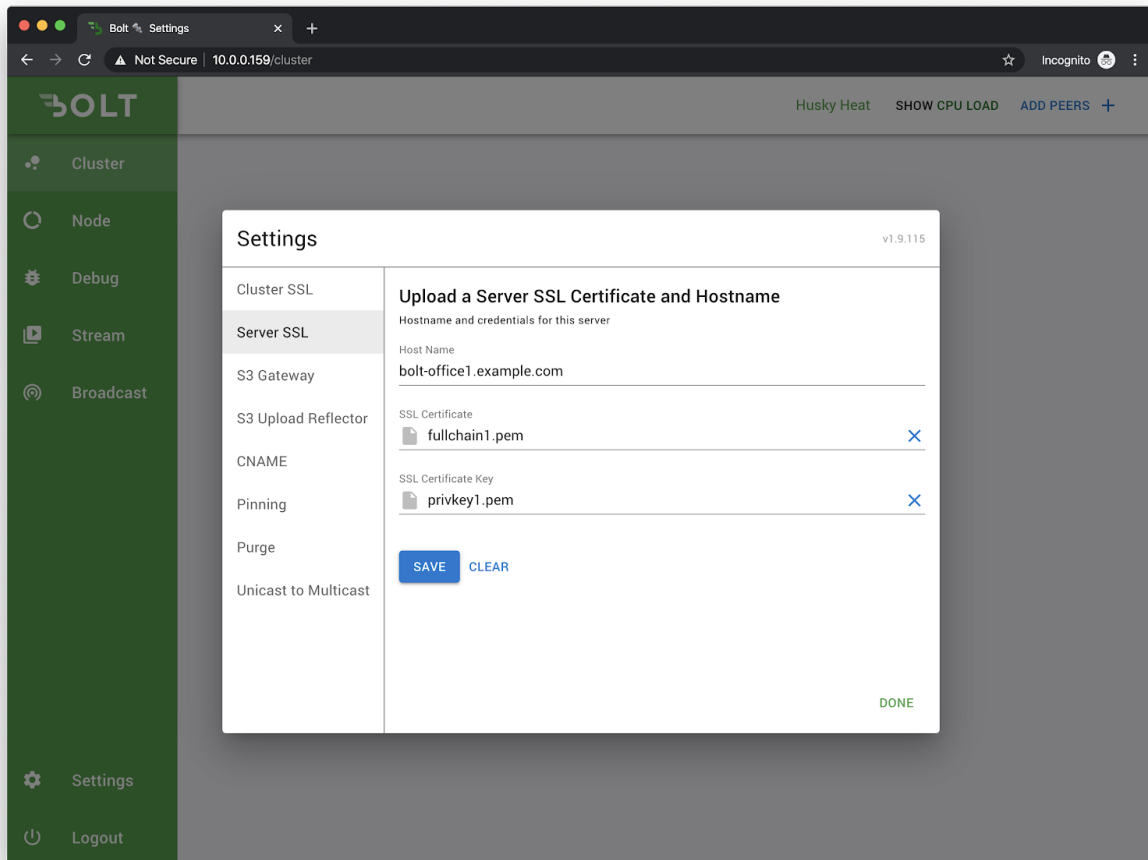 Bolt Settings
Not Secure 10.0.0.159/cluster Incognito
BOLT
Husky Heat SHOW CPU LOAD ADD PEERS
Cluster
Node
Debug
Stream
Broadcast
Settings
Logout
Settings v1.9.115
Cluster SSL
Server SSL
S3 Gateway
S3 Upload Reflector
CNAME
Pinning
Purge
Unicast to Multicast
Upload a Server SSL Certificate and Hostname
Hostname and credentials for this server
Host Name
bolt-office1.example.com
SSL Certificate
fullchain1.pem
SSL Certificate Key
privkey1.pem
SAVE CLEAR
DONE